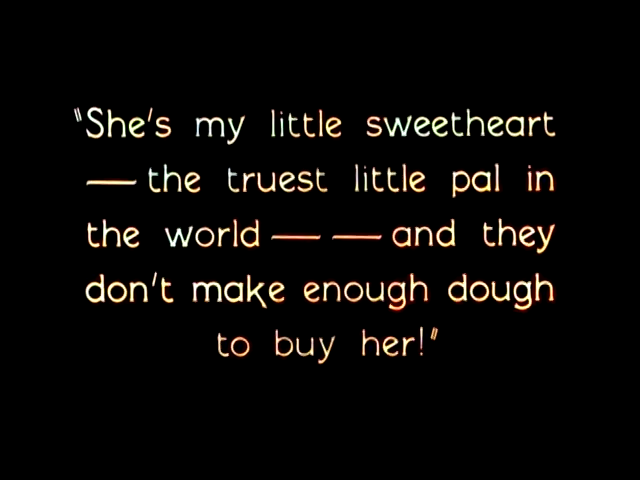 "She's my little sweetheart
— the truest little pal in
the world — — and they
don't make enough dough
to buy her!"